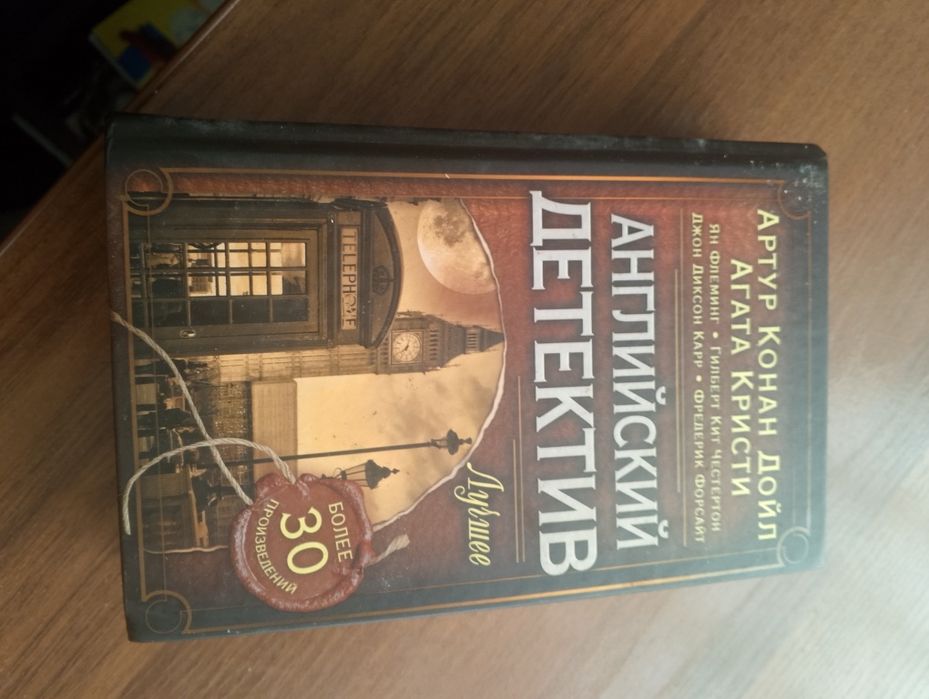 Артур Конан Дойл
Агата Кристи
Ян Флеминг • Гилберт Кит Честертон
Джон Диксон Карр • Фредерик Форсайт
АНГЛИЙСКИЙ
ДЕТЕКТИВ
Лучшее
TELEPHONE
БОЛЕЕ
30
ПРОИЗВЕДЕНИЙ